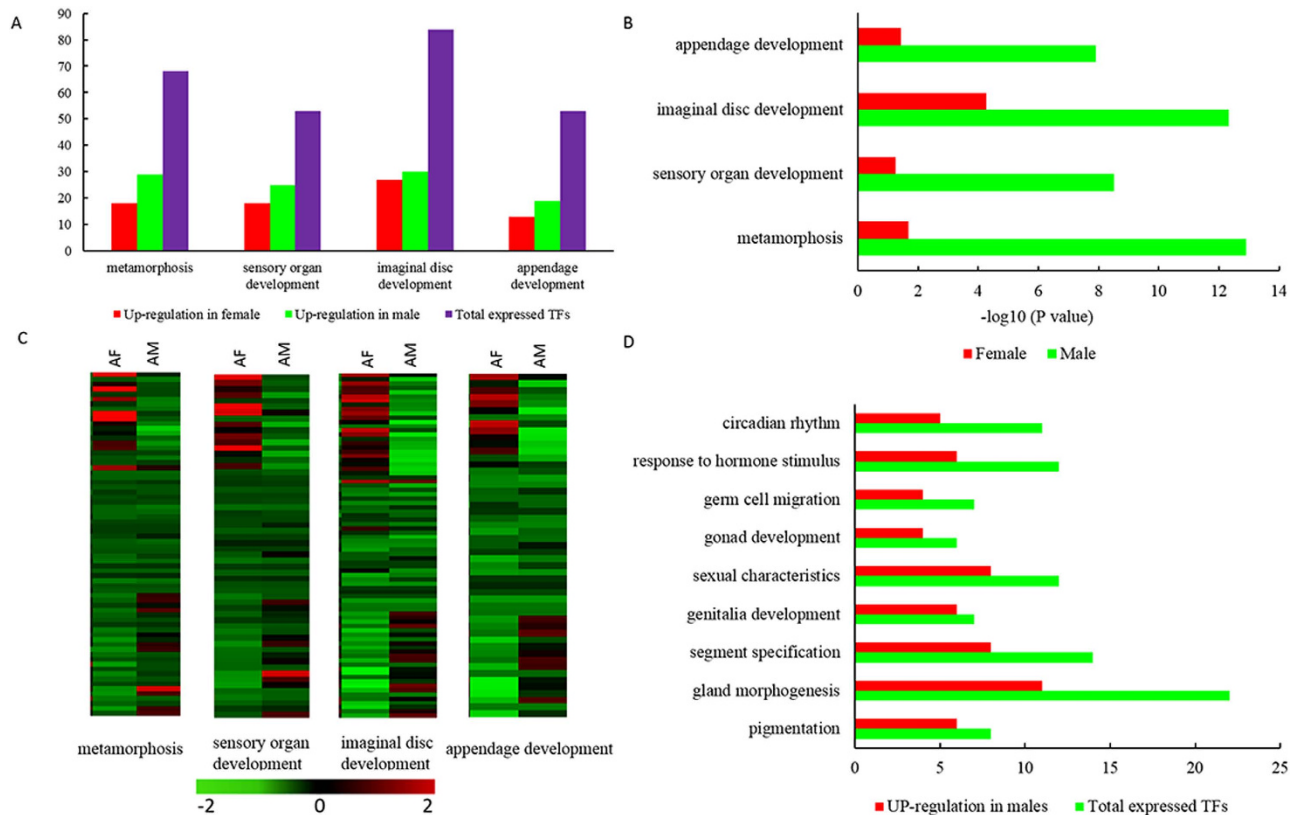 A
90
80
70
60
50
40
30
20
10
0
metamorphosis
sensory organ
development
imaginal disc
development
appendage
development
Up-regulation in female
Up-regulation in male
Total expressed TFs
B
appendage development
imaginal disc development
sensory organ development
metamorphosis
0 2 4 6 8 10 12 14
-log10 (P value)
Female Male
C
AF AM AF AM AF AM AF AM
metamorphosis
sensory organ
development
imaginal disc
development
appendage development
-2 0 2
D
circadian rhythm
response to hormone stimulus
germ cell migration
gonad development
sexual characteristics
genitalia development
segment specification
gland morphogenesis
pigmentation
0 5 10 15 20 25
UP-regulation in males Total expressed TFs